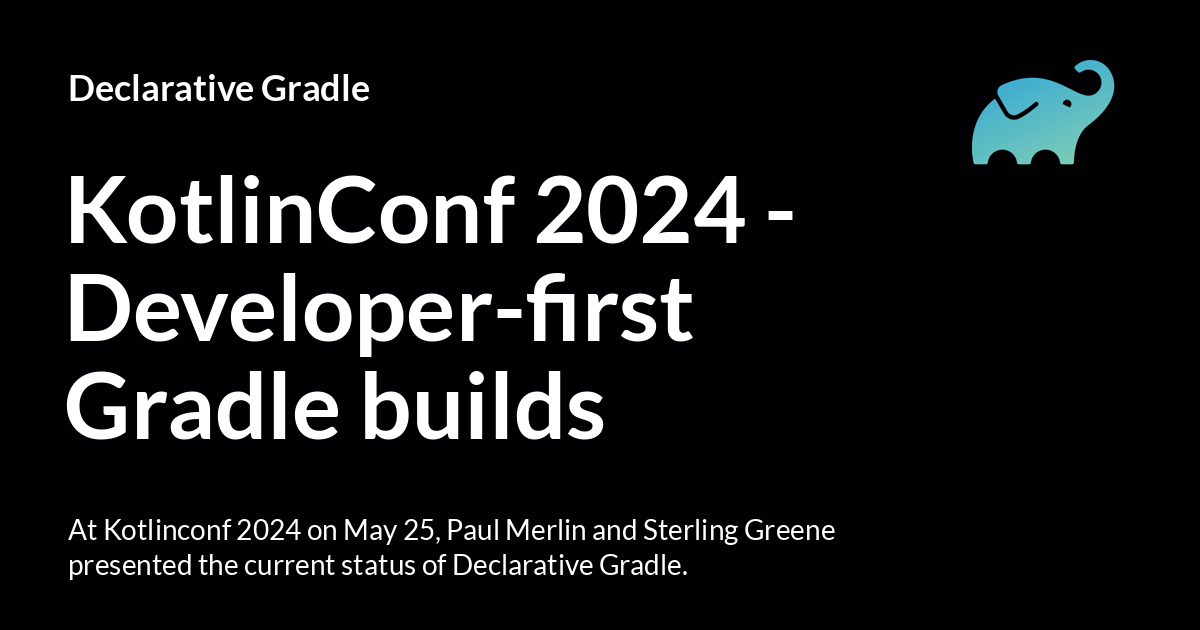 Declarative Gradle
KotlinConf 2024 -
Developer-first
Gradle builds
At Kotlinconf 2024 on May 25, Paul Merlin and Sterling Greene
presented the current status of Declarative Gradle.